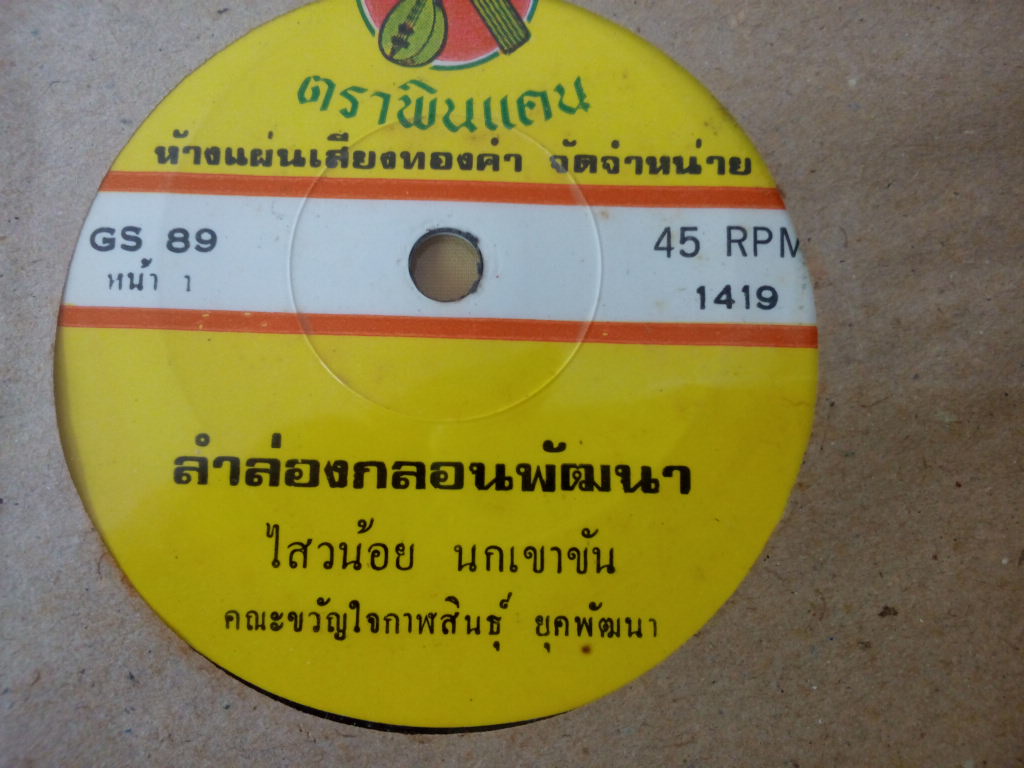 ตราพิณแคน
ห้างแผ่นเสียงทองคำ จัดจำหน่าย
GS 89
45 RPM
หน้า 1
1419
ลำล่องกลอนพัฒนา
ไสวน้อย นกเขาขัน
คณะขวัญใจกาฬสินธุ์ ยุคพัฒนา